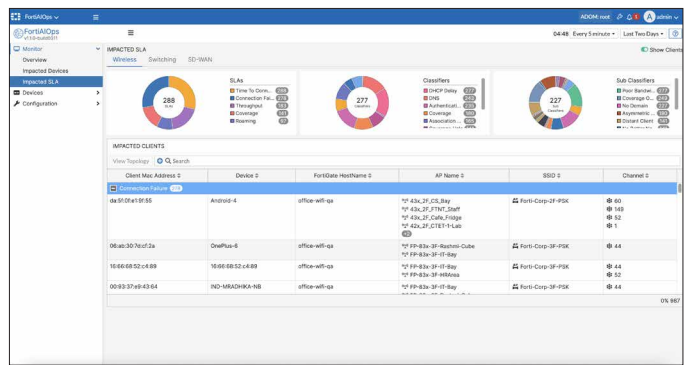 FortiAIOps
ADOM: root
admin
FortiAIOps
04:48 Every 5 minute Last Two Days
Monitor
Overview
Impacted Devices
Impacted SLA
Devices
Configuration
IMPACTED SLA
Show Clients
Wireless Switching SD-WAN
288
SLAs
SLAs
Time To Conn...
Connection Fai...
Throughput
Coverage
Roaming
277
Classifiers
Classifiers
DHCP Delay
DNS
Authenticati...
Coverage
Association ...
227
Sub Classifiers
Poor Bandwi...
Coverage G...
No Domain
Asymmetric ...
Distant Client
IMPACTED CLIENTS
View Topology Search
Client Mac Address Device FortiGate HostName AP Name SSID Channel
Connection Failure
da:5f:0f:e1:9f:55 Android-4 office-wifi-qa 43x_2F_CS_Bay Forti-Corp-2F-PSK 60
43x_2F_FTNT_Staff 149
43x_2F_Cafe_Fridge 52
42x_2F_CTET-1-Lab 1
+2
06:ab:30:7d:cf:2a OnePlus-6 office-wifi-qa FP-83x-3F-Rashmi-Cube Forti-Corp-3F-PSK 44
FP-83x-3F-IT-Bay
16:66:68:52:c4:89 16:66:68:52:c4:89 office-wifi-qa FP-83x-3F-IT-Bay Forti-Corp-3F-PSK 44
FP-83x-3F-HRArea 52
00:93:37:e9:43:64 IND-MRADHIKA-NB office-wifi-qa FP-83x-3F-IT-Bay Forti-Corp-3F-PSK 44
0% 987